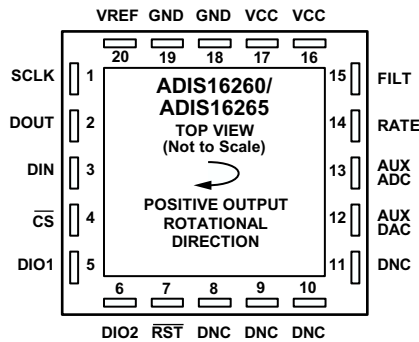 VREF GND GND VCC VCC
20 19 18 17 16
SCLK 1
DOUT 2
DIN 3
CS 4
DIO1 5
ADIS16260/
ADIS16265
TOP VIEW
(Not to Scale)
POSITIVE OUTPUT
ROTATIONAL
DIRECTION
15 FILT
14 RATE
13 AUX
ADC
12 AUX
DAC
11 DNC
6 7 8 9 10
DIO2 RST DNC DNC DNC